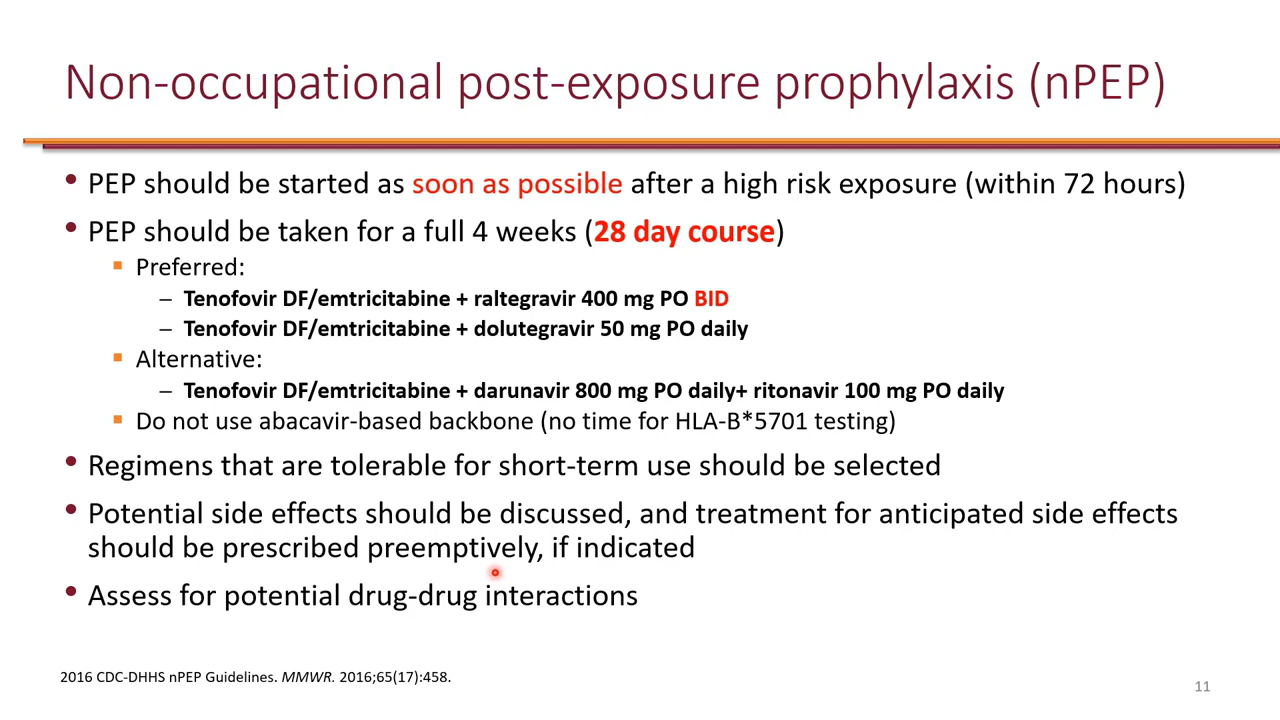 Non-occupational post-exposure prophylaxis (nPEP)
• PEP should be started as soon as possible after a high risk exposure (within 72 hours)
• PEP should be taken for a full 4 weeks (28 day course)
▪ Preferred:
– Tenofovir DF/emtricitabine + raltegravir 400 mg PO BID
– Tenofovir DF/emtricitabine + dolutegravir 50 mg PO daily
▪ Alternative:
– Tenofovir DF/emtricitabine + darunavir 800 mg PO daily+ ritonavir 100 mg PO daily
▪ Do not use abacavir-based backbone (no time for HLA-B*5701 testing)
• Regimens that are tolerable for short-term use should be selected
• Potential side effects should be discussed, and treatment for anticipated side effects
should be prescribed preemptively, if indicated
• Assess for potential drug-drug interactions
2016 CDC-DHHS nPEP Guidelines. MMWR. 2016;65(17):458.
11